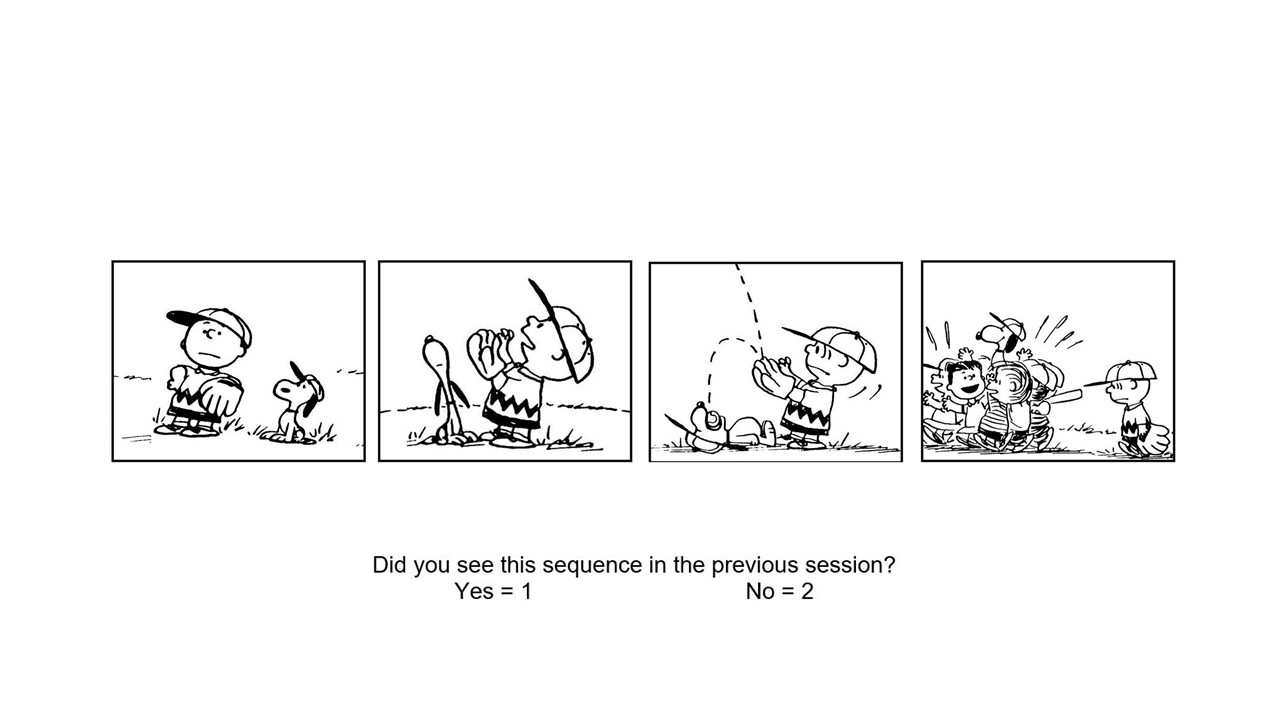 Did you see this sequence in the previous session?
Yes = 1 No = 2